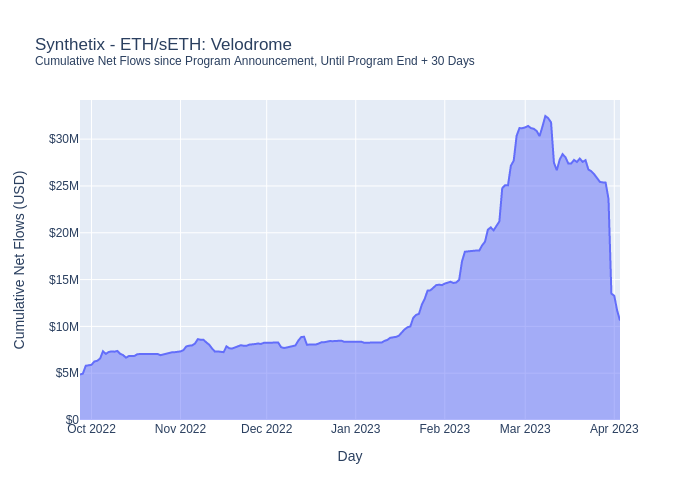 Synthetix - ETH/sETH: Velodrome
Cumulative Net Flows since Program Announcement, Until Program End + 30 Days
Cumulative Net Flows (USD)
$30M
$25M
$20M
$15M
$10M
$5M
$0
Oct 2022
Nov 2022
Dec 2022
Jan 2023
Feb 2023
Mar 2023
Apr 2023
Day